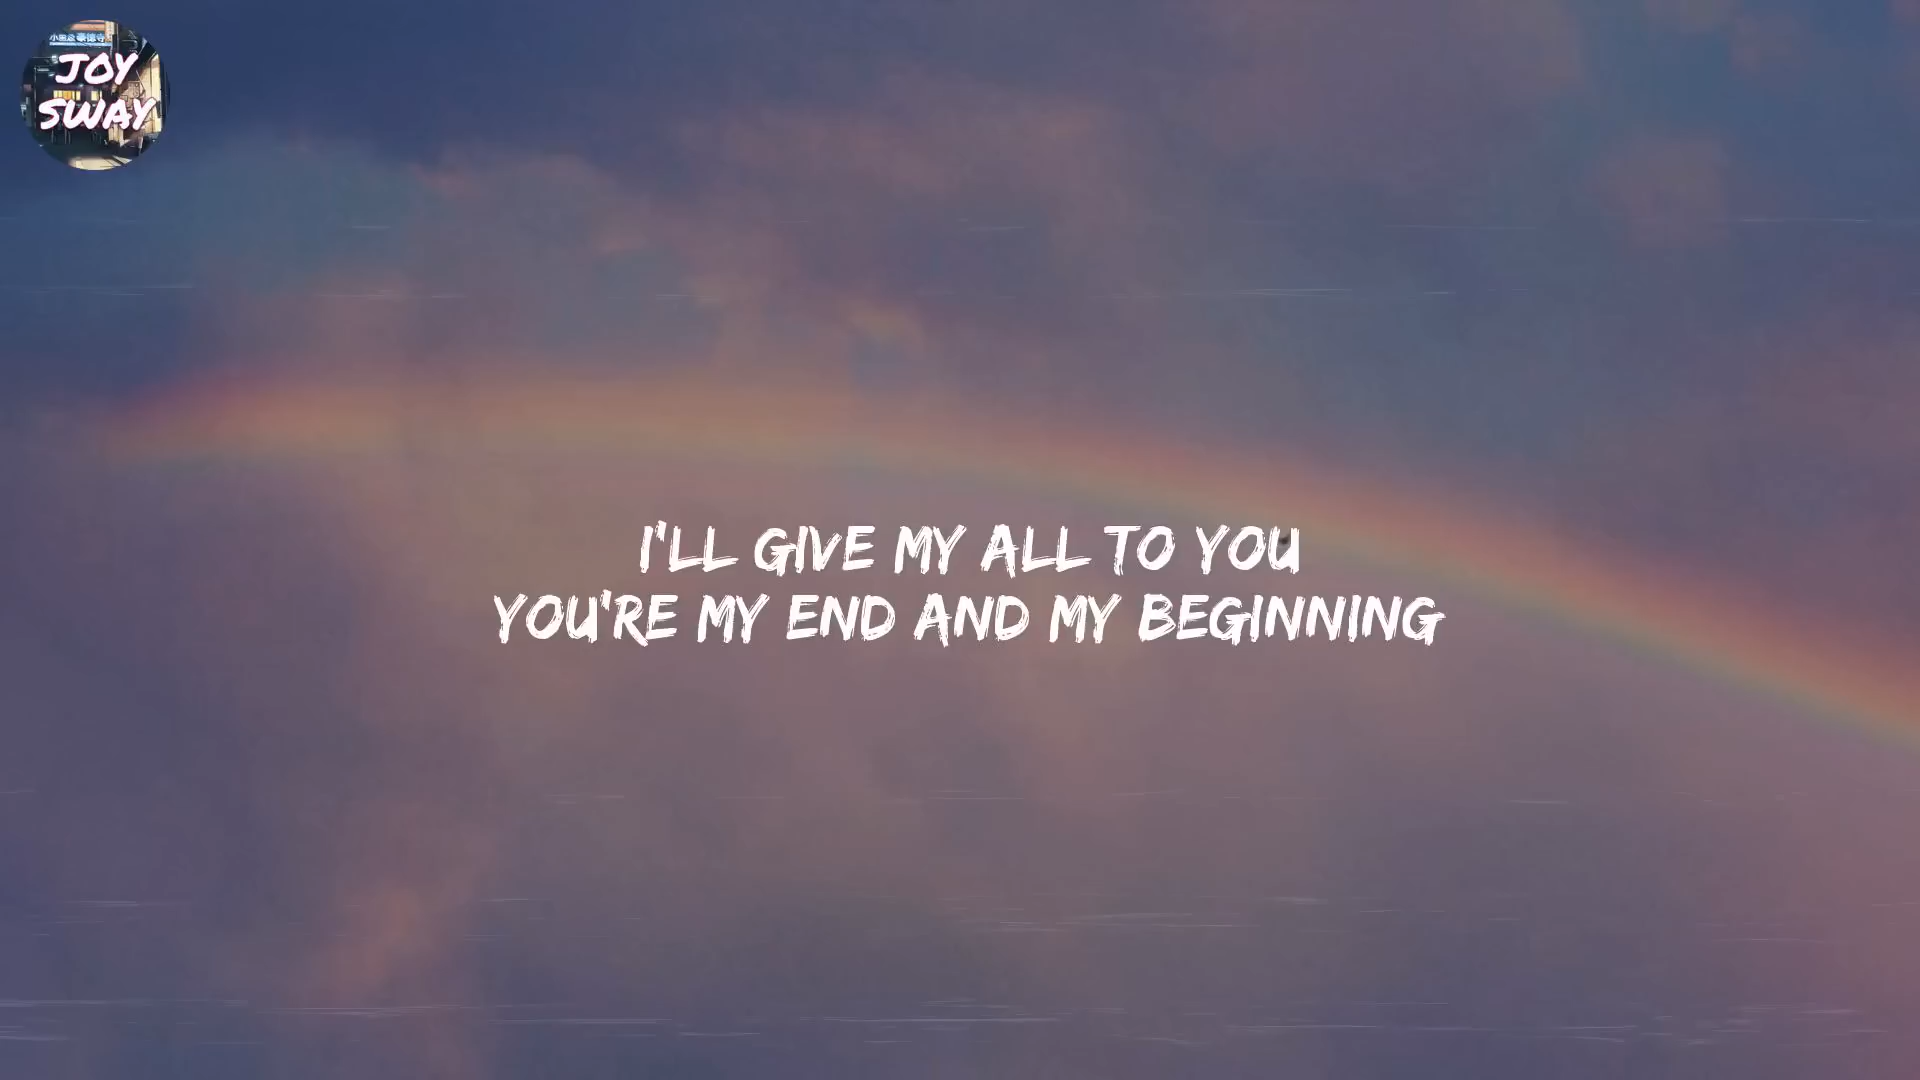 JOY
SWAY
I'LL GIVE MY ALL TO YOU
YOU'RE MY END AND MY BEGINNING